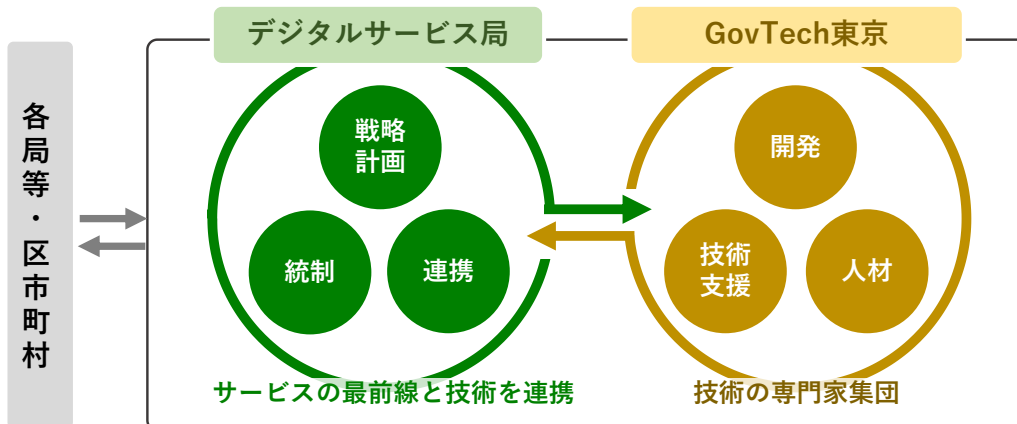 各局等・区市町村
デジタルサービス局
戦略
計画
統制
連携
サービスの最前線と技術を連携
GovTech東京
開発
技術
支援
人材
技術の専門家集団